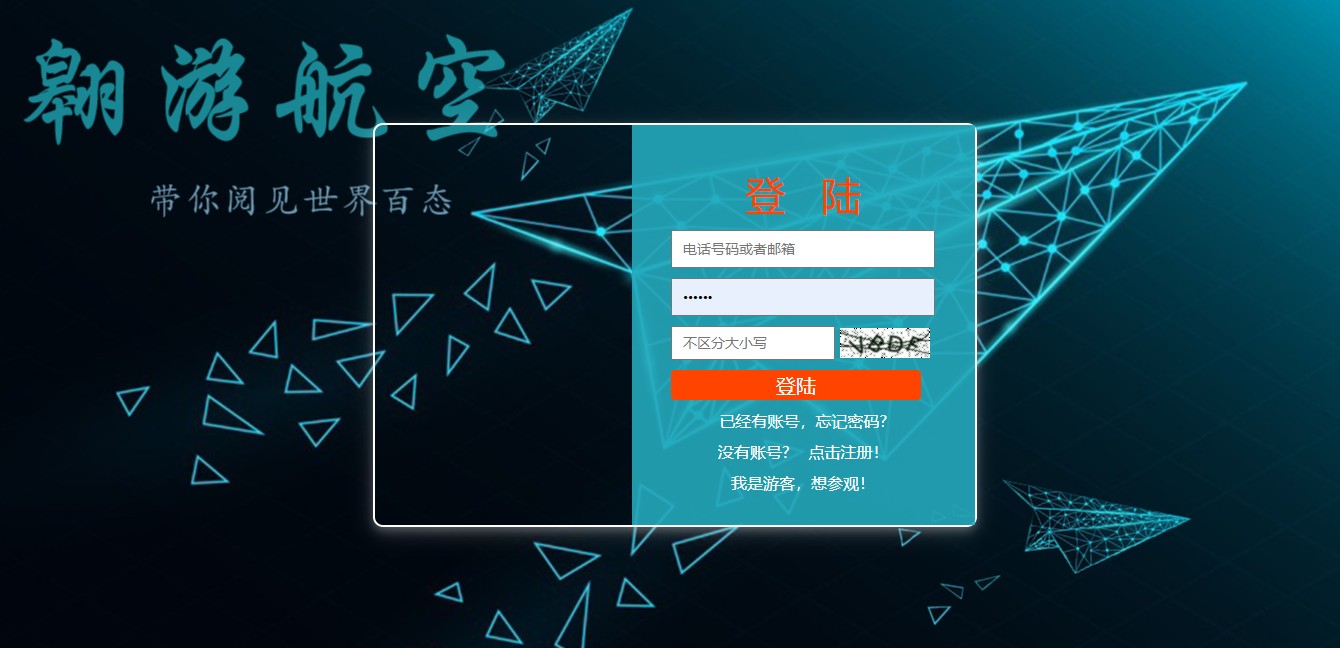 翱游航空
带你阅见世界百态
登 陆
电话号码或者邮箱
••••••
不区分大小写
登陆
已经有账号，忘记密码？
没有账号？ 点击注册！
我是游客，想参观！